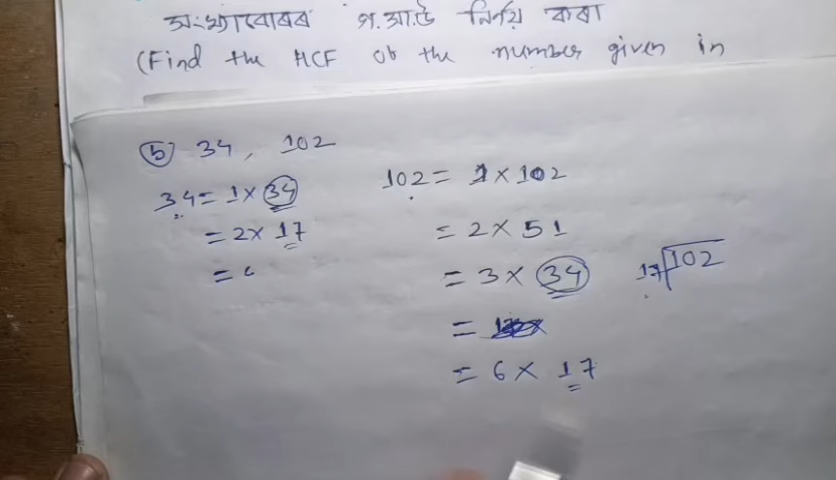 সংখ্যাবোৰৰ গ.সা.উ নিৰ্ণয় কৰা
(Find the HCF of the number given in
(5) 34, 102
34 = 1 × 34
= 2 × 17
=
102 = 1 × 102
= 2 × 51
= 3 × 34
17 102
=
= 6 × 17